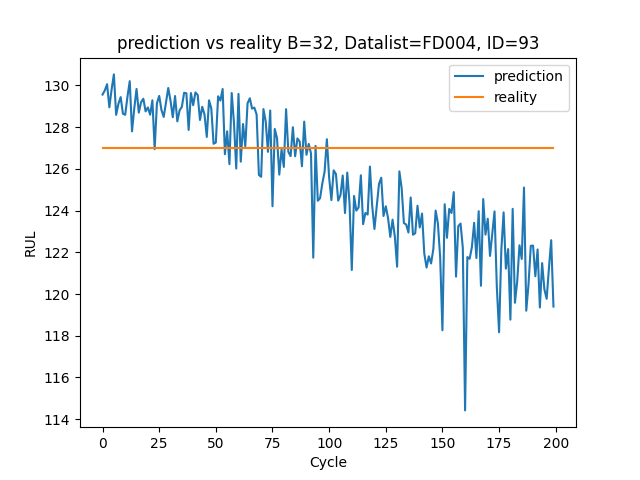 prediction vs reality B=32, Datalist=FD004, ID=93
prediction
reality
RUL
130
128
126
124
122
120
118
116
114
0 25 50 75 100 125 150 175 200
Cycle